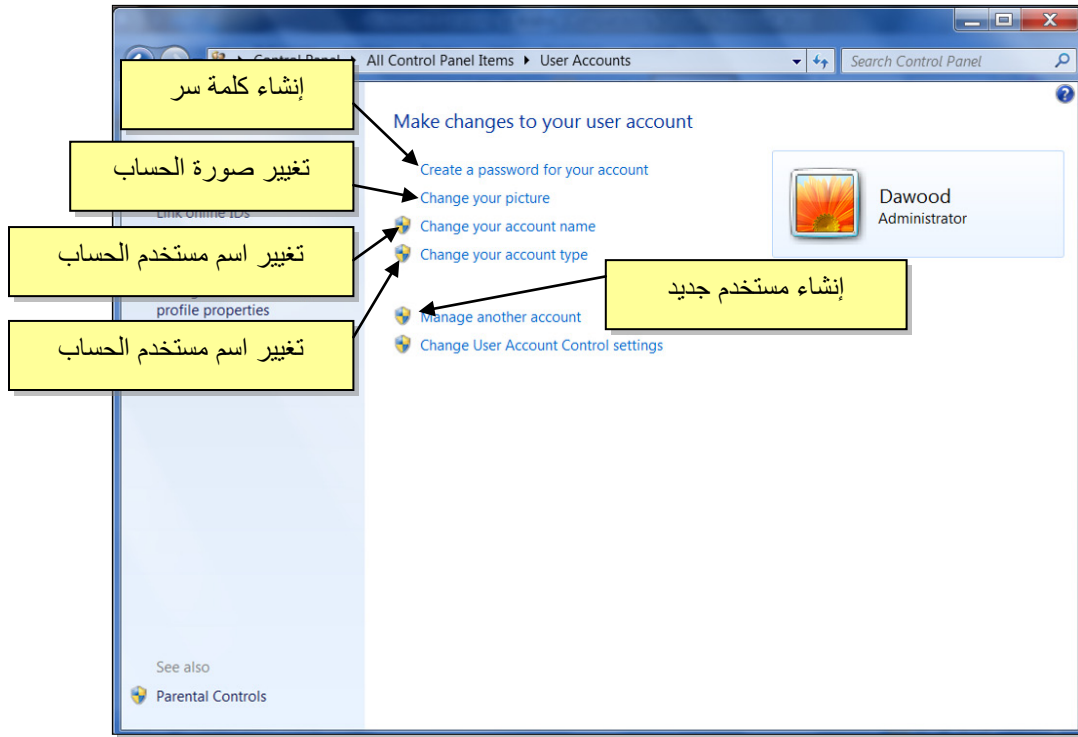 Control Panel ▸ All Control Panel Items ▸ User Accounts
Search Control Panel
إنشاء كلمة سر
Make changes to your user account
تغيير صورة الحساب
Create a password for your account
Change your picture
Link online IDs
Change your account name
تغيير اسم مستخدم الحساب
Change your account type
Dawood
Administrator
إنشاء مستخدم جديد
profile properties
Manage another account
تغيير اسم مستخدم الحساب
Change User Account Control settings
See also
Parental Controls